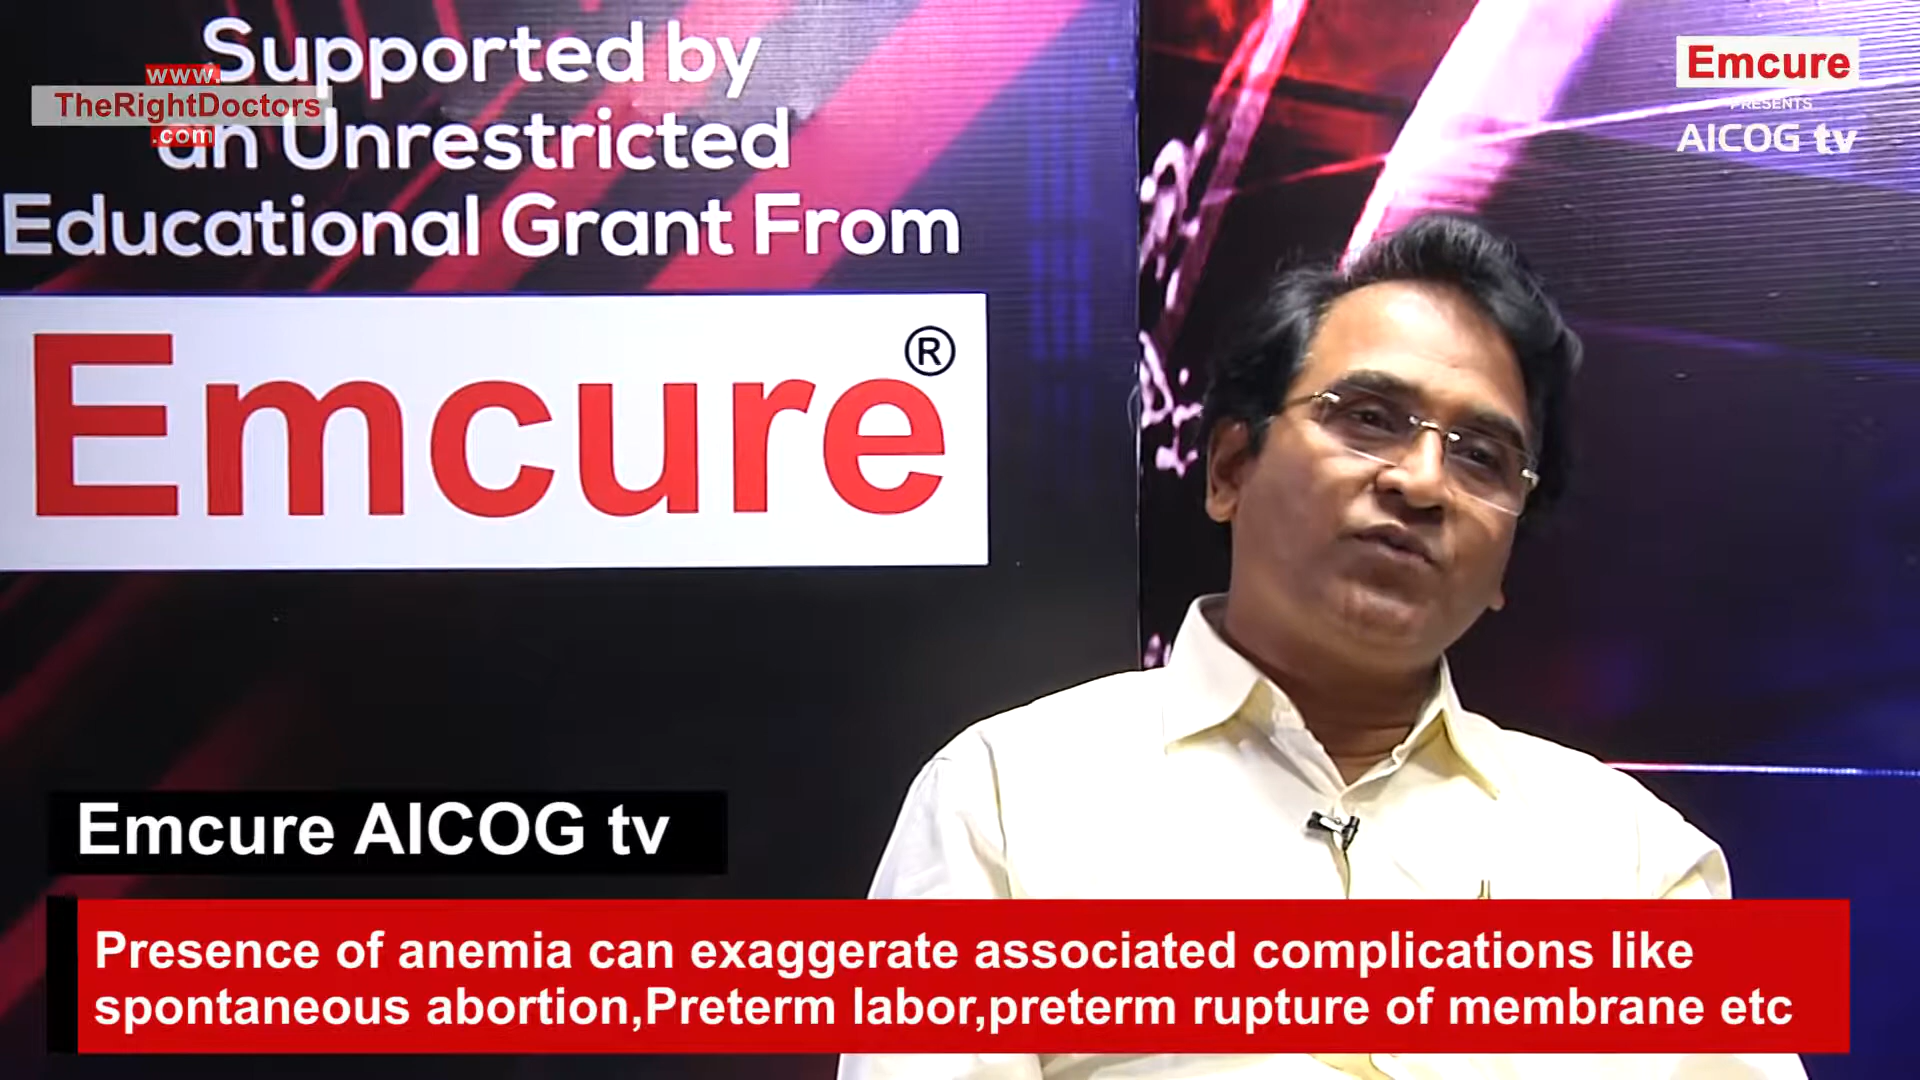 Supported by
an Unrestricted
Educational Grant From
Emcure®
www.
TheRightDoctors
.com
Emcure
PRESENTS
AICOG tv
Emcure AICOG tv
Presence of anemia can exaggerate associated complications like
spontaneous abortion,Preterm labor,preterm rupture of membrane etc